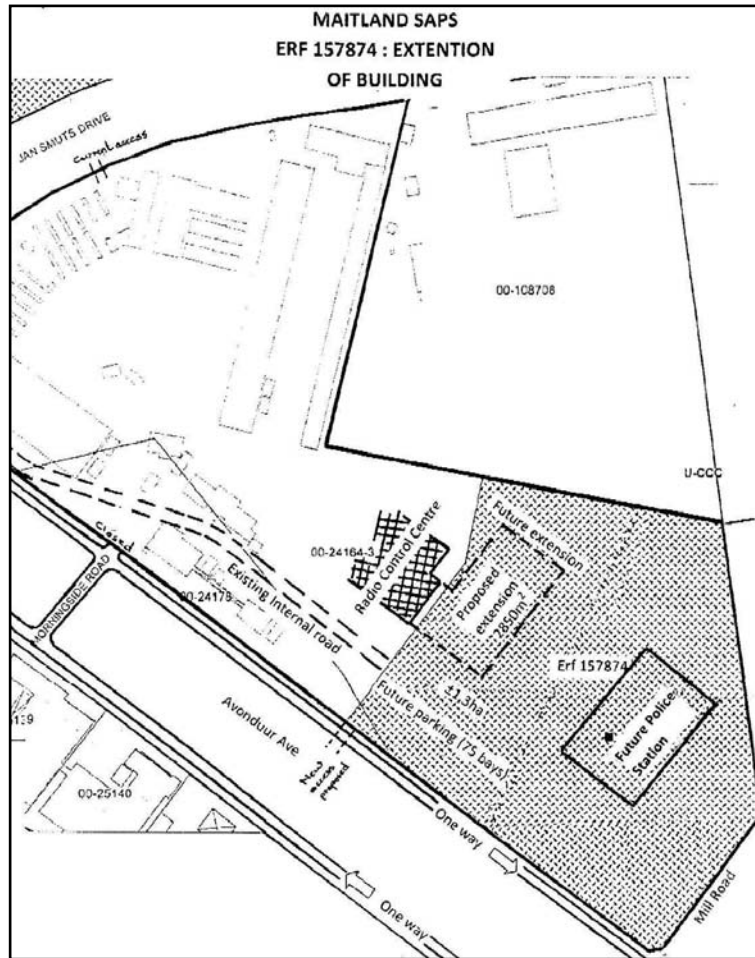 MAITLAND SAPS
ERF 157874 : EXTENTION
OF BUILDING
JAN SMUTS DRIVE
Current access
00-108708
U-CCC
Closed
MORNINGSIDE ROAD
00-24164-3
Radio Control Centre
Future extension
Proposed
extension
2850m²
00-24178
Existing Internal road
Erf 157874
Future Police
Station
±1.3ha
Future parking (75 bays)
Avonduur Ave
New
access
proposed
00-25140
One way
One way
Mill Road